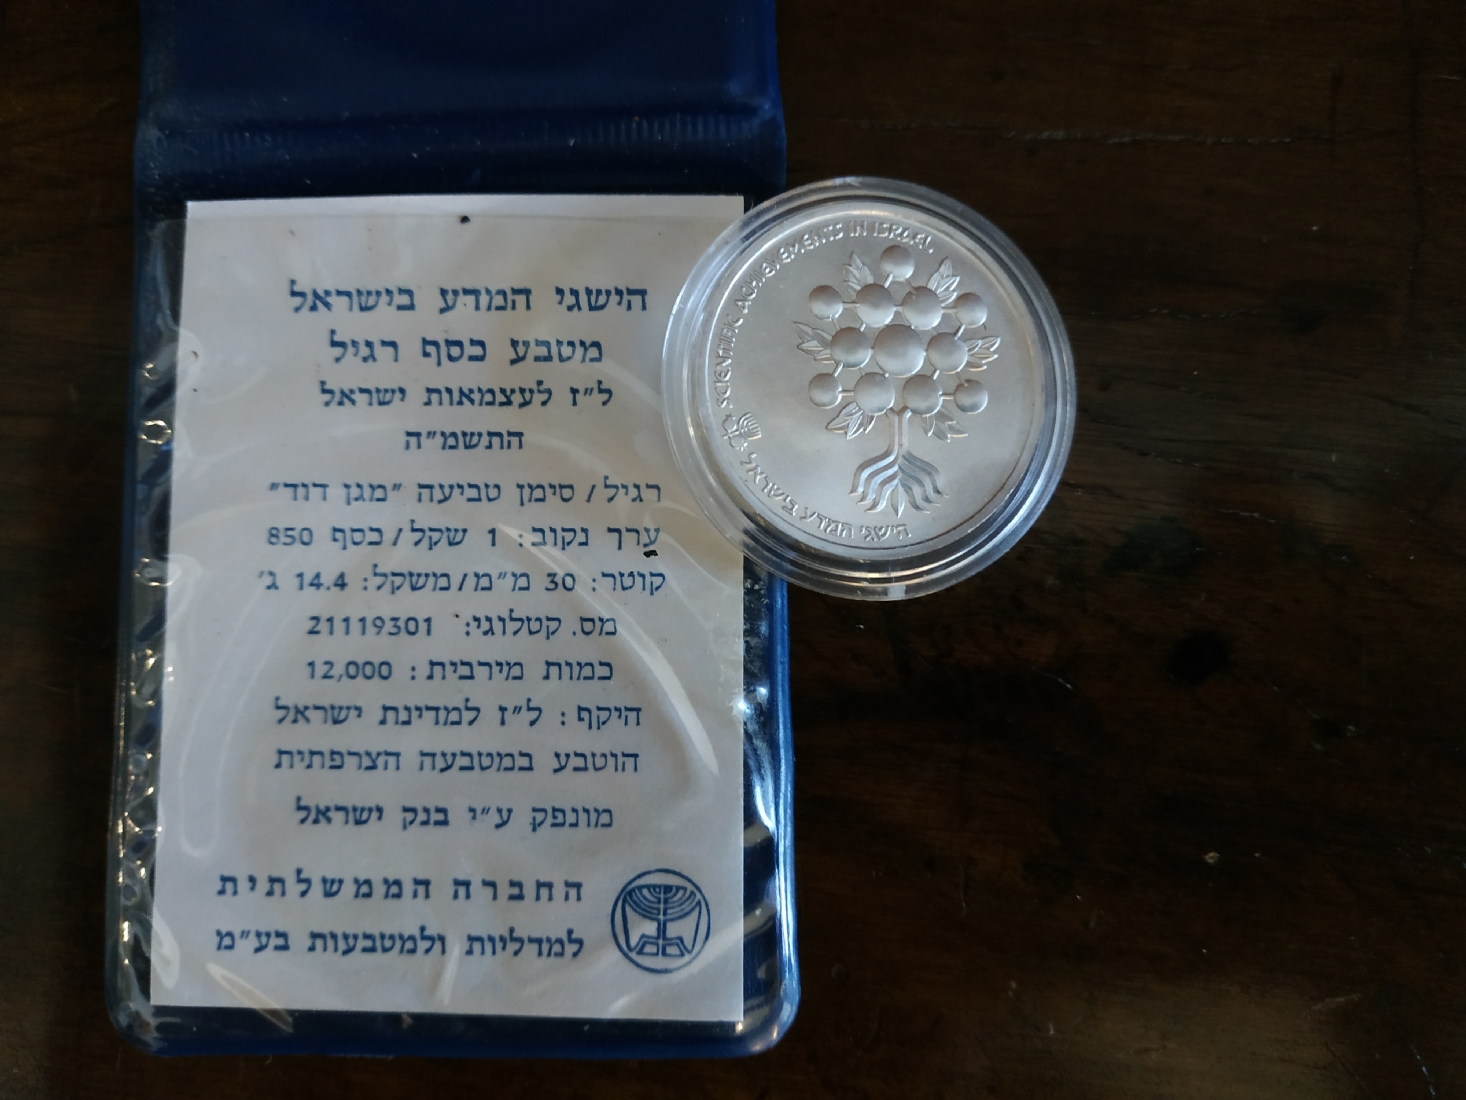 הישגי המדע בישראל
מטבע כסף רגיל
ל״ז לעצמאות ישראל
התשמ״ה
רגיל/סימן טביעה ״מגן דוד״
ערך נקוב: 1 שקל/כסף 850
קוטר: 30 מ״מ/משקל: 14.4 ג׳
מס. קטלוגי: 21119301
כמות מירבית: 12,000
היקף: ל״ז למדינת ישראל
הוטבע במטבעה הצרפתית
מונפק ע״י בנק ישראל
החברה הממשלתית
למדליות ולמטבעות בע״מ
SCIENTIFIC ACHIEVEMENTS IN ISRAEL
הישגי המדע בישראל